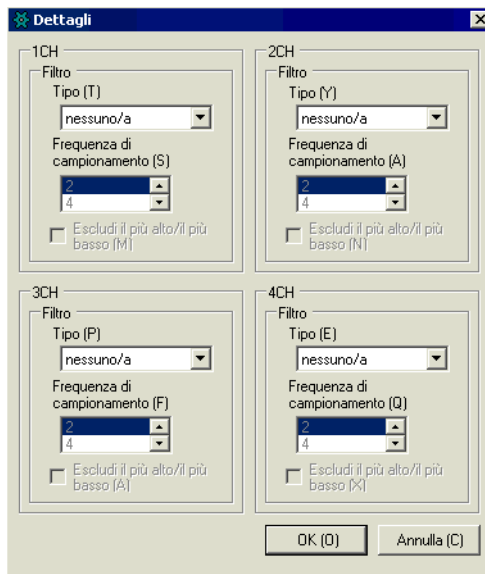 Dettagli
1CH
Filtro
Tipo (T)
nessuno/a
Frequenza di
campionamento (S)
2
4
Escludi il più alto/il più
basso (M)
2CH
Filtro
Tipo (Y)
nessuno/a
Frequenza di
campionamento (A)
2
4
Escludi il più alto/il più
basso (N)
3CH
Filtro
Tipo (P)
nessuno/a
Frequenza di
campionamento (F)
2
4
Escludi il più alto/il più
basso (A)
4CH
Filtro
Tipo (E)
nessuno/a
Frequenza di
campionamento (Q)
2
4
Escludi il più alto/il più
basso (X)
OK (O)
Annulla (C)